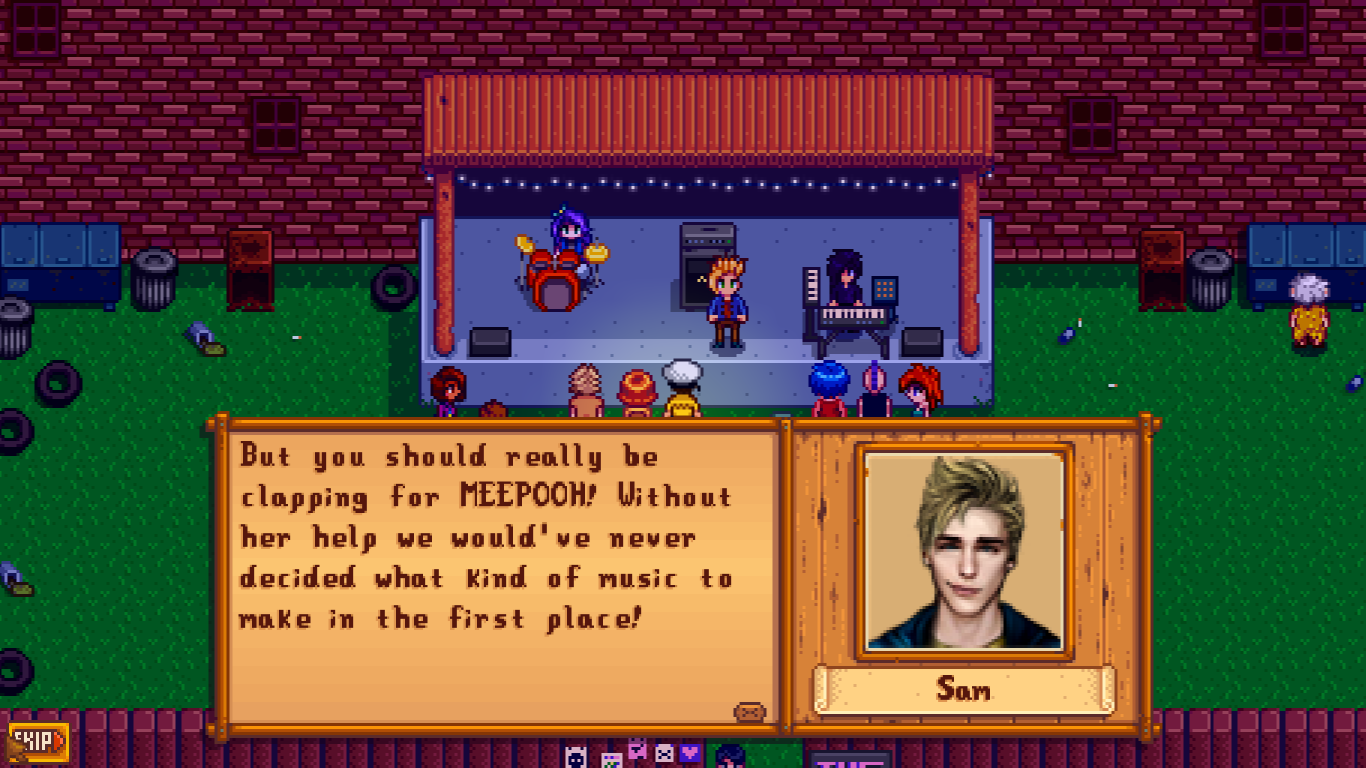 But you should really be
clapping for MEEPOOH! Without
her help we would've never
decided what kind of music to
make in the first place!
Sam
SKIP
THE